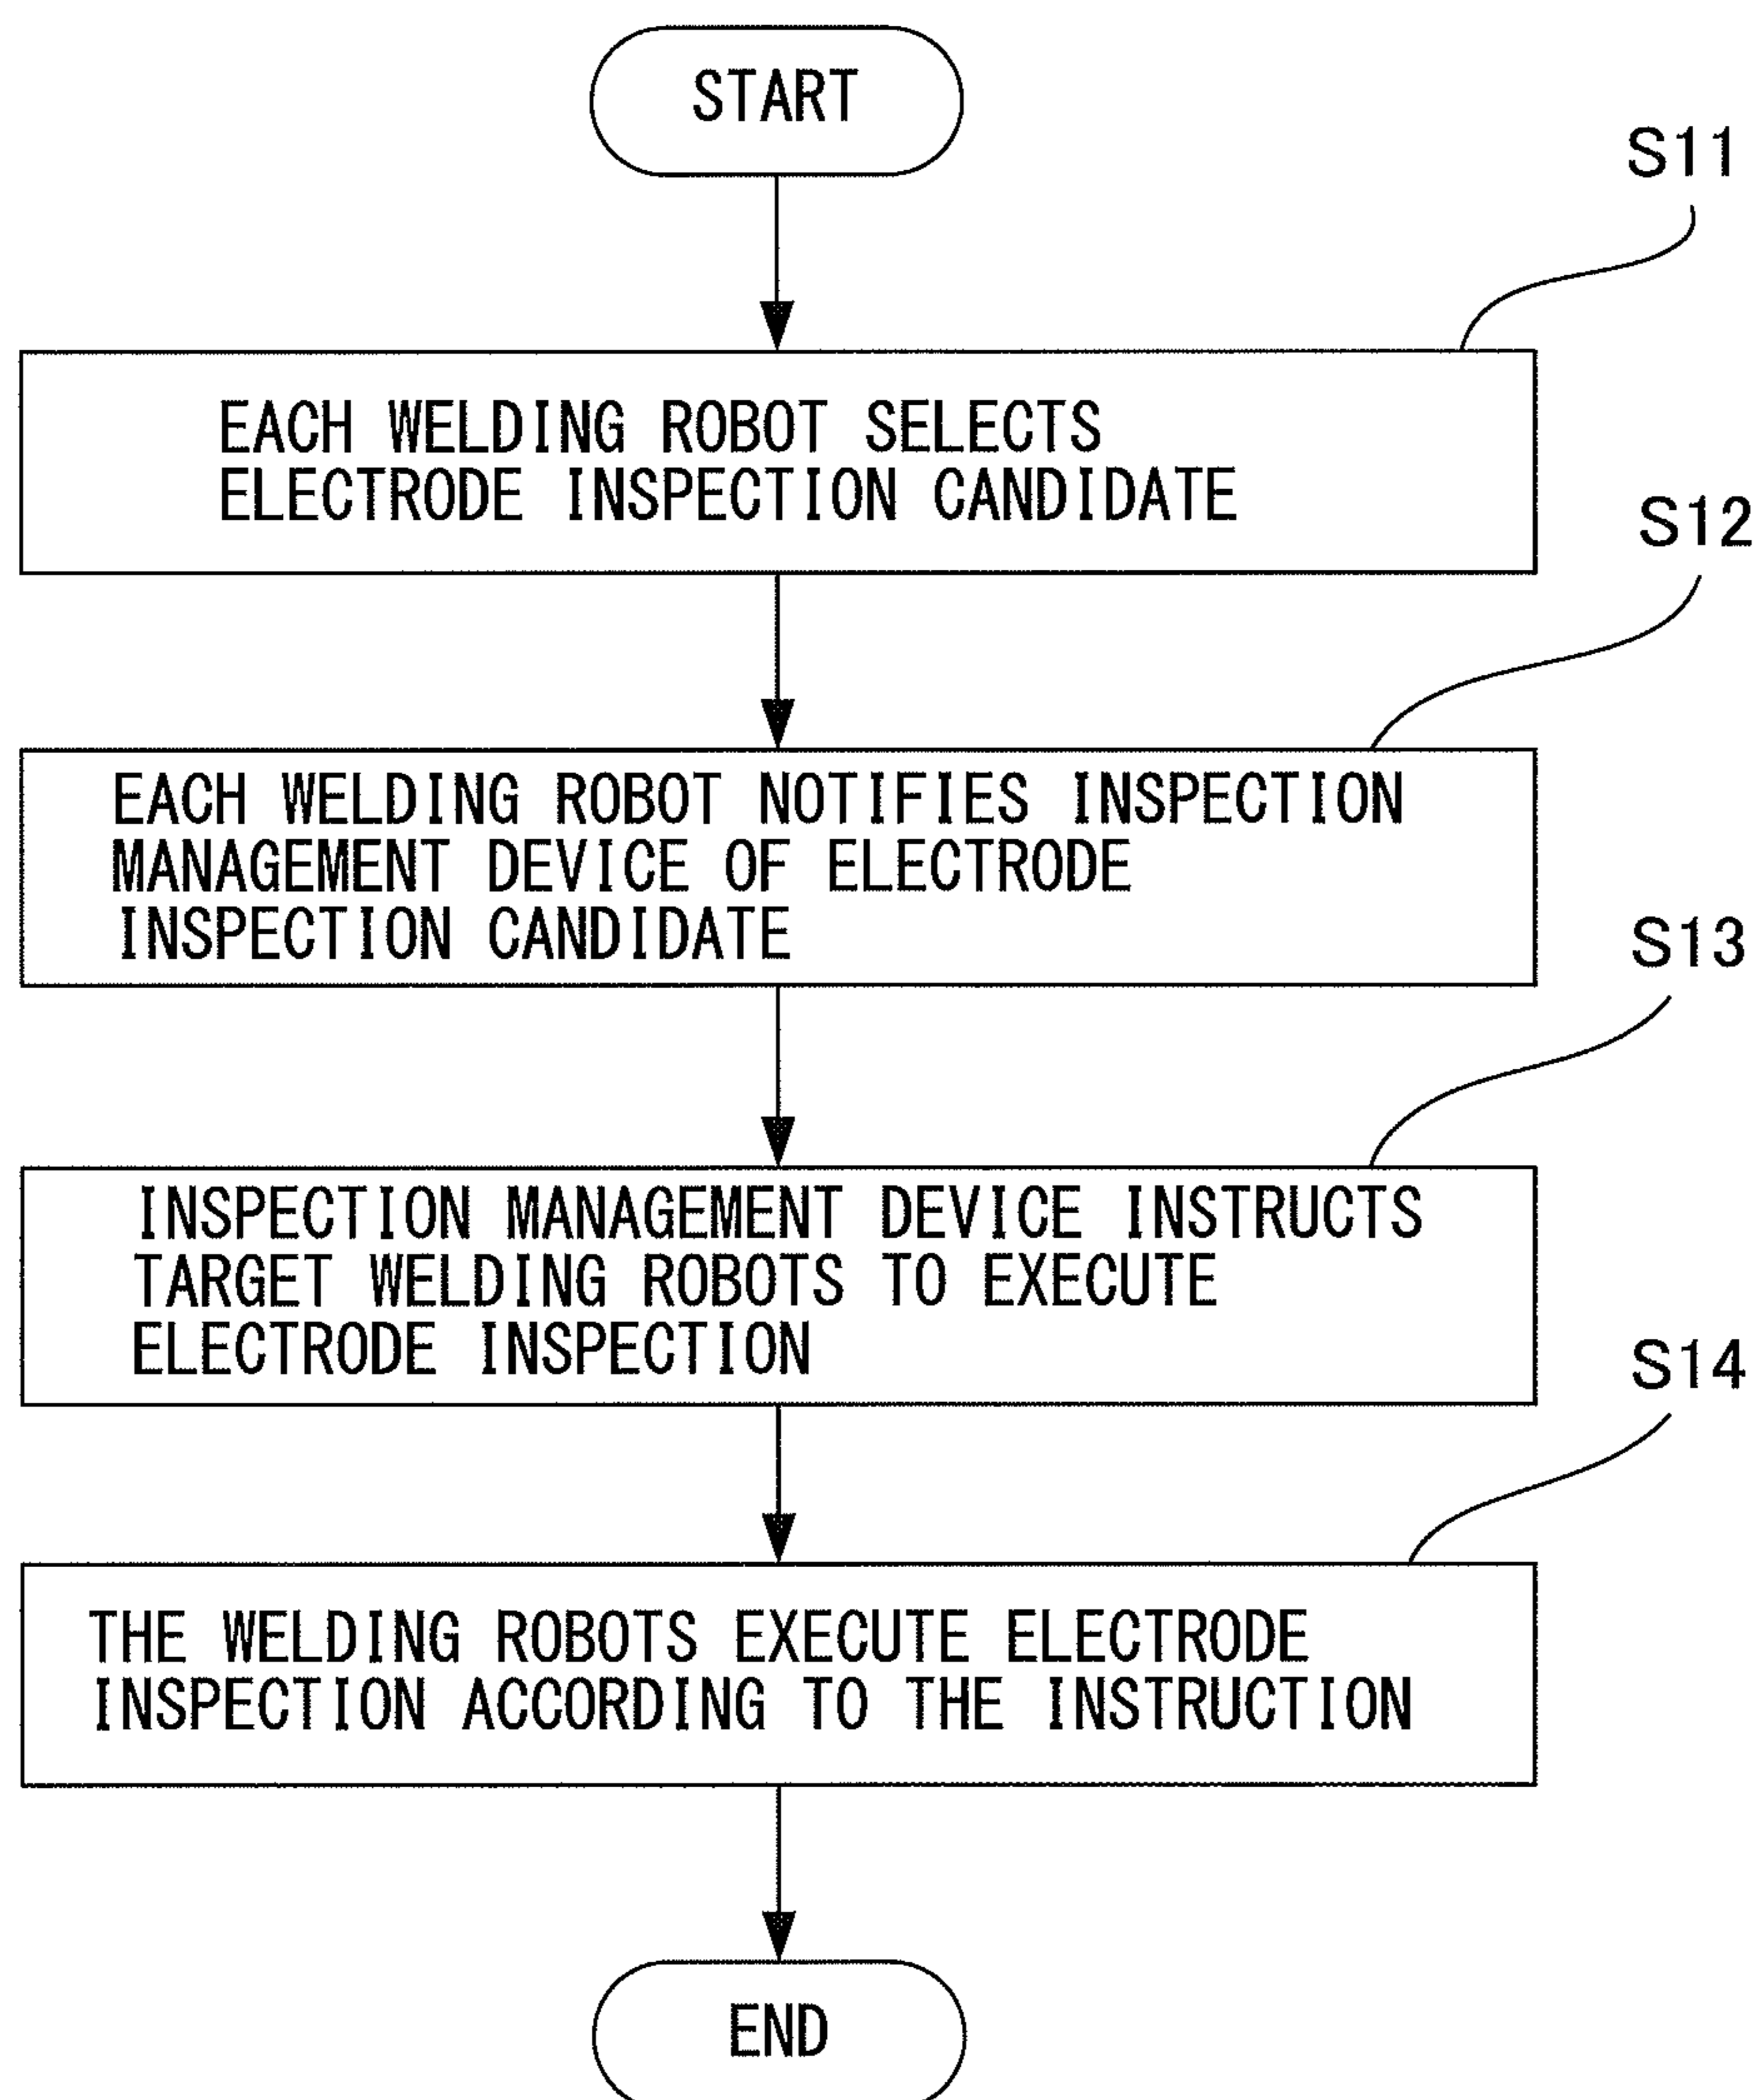 START
S11
EACH WELDING ROBOT SELECTS
ELECTRODE INSPECTION CANDIDATE
S12
EACH WELDING ROBOT NOTIFIES INSPECTION
MANAGEMENT DEVICE OF ELECTRODE
INSPECTION CANDIDATE
S13
INSPECTION MANAGEMENT DEVICE INSTRUCTS
TARGET WELDING ROBOTS TO EXECUTE
ELECTRODE INSPECTION
S14
THE WELDING ROBOTS EXECUTE ELECTRODE
INSPECTION ACCORDING TO THE INSTRUCTION
END